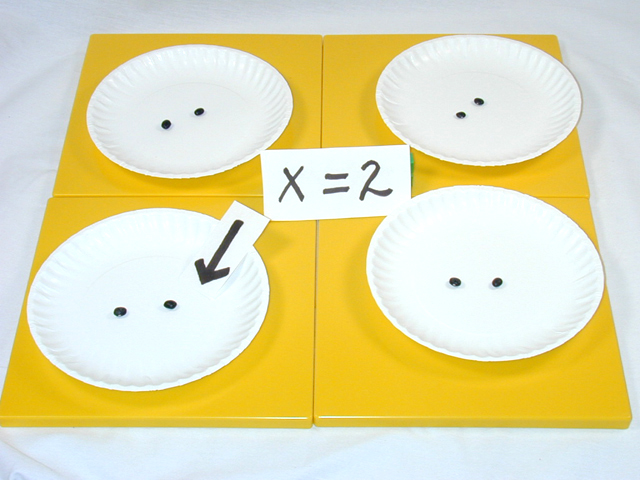 X = 2